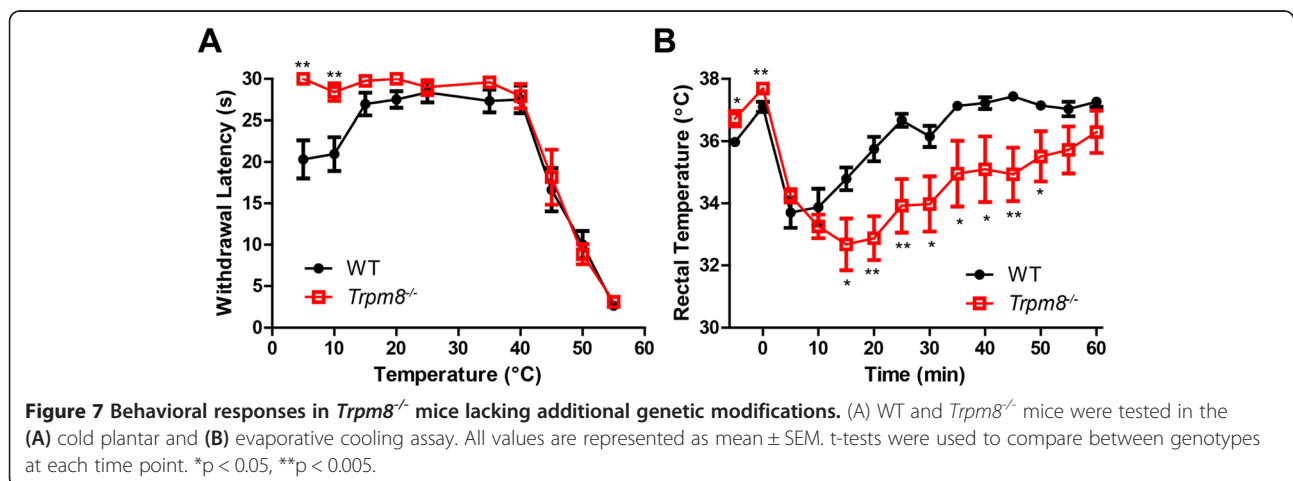 A
B
** **
30
25
20
15
10
5
0
Withdrawal Latency (s)
WT
Trpm8-/-
0 10 20 30 40 50 60
Temperature (°C)
38
36
34
32
30
Rectal Temperature (°C)
* **
* ** ** * * * ** *
WT
Trpm8-/-
0 10 20 30 40 50 60
Time (min)
Figure 7 Behavioral responses in Trpm8-/- mice lacking additional genetic modifications. (A) WT and Trpm8-/- mice were tested in the
(A) cold plantar and (B) evaporative cooling assay. All values are represented as mean ± SEM. t-tests were used to compare between genotypes
at each time point. *p < 0.05, **p < 0.005.